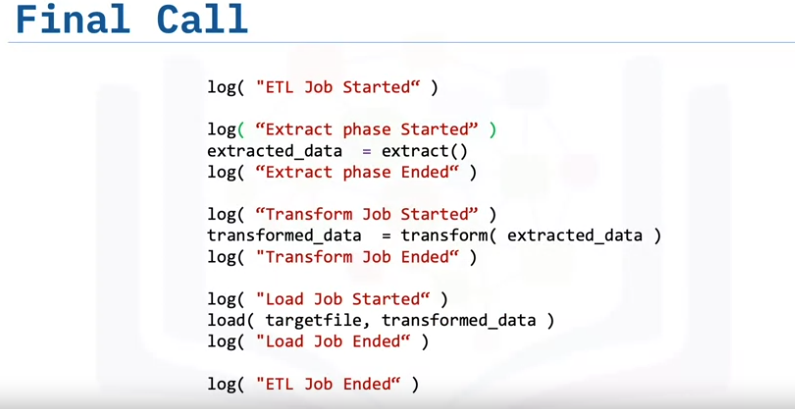 Final Call
log( "ETL Job Started“ )
log( “Extract phase Started” )
extracted_data = extract()
log( “Extract phase Ended“ )
log( “Transform Job Started” )
transformed_data = transform( extracted_data )
log( "Transform Job Ended“ )
log( "Load Job Started“ )
load( targetfile, transformed_data )
log( "Load Job Ended“ )
log( "ETL Job Ended“ )